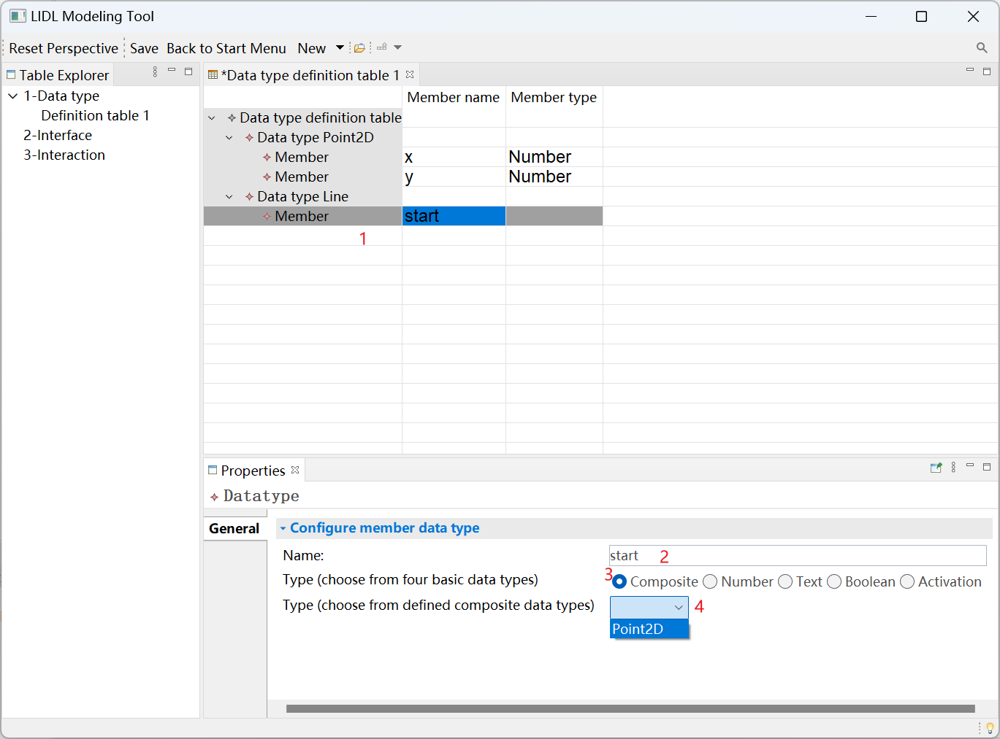 LIDL Modeling Tool
Reset Perspective Save Back to Start Menu New
Table Explorer
1-Data type
Definition table 1
2-Interface
3-Interaction
*Data type definition table 1
Member name Member type
Data type definition table
Data type Point2D
Member x Number
Member y Number
Data type Line
Member start
1
Properties
Datatype
General
Configure member data type
Name: start 2
Type (choose from four basic data types) 3 Composite Number Text Boolean Activation
Type (choose from defined composite data types) 4
Point2D